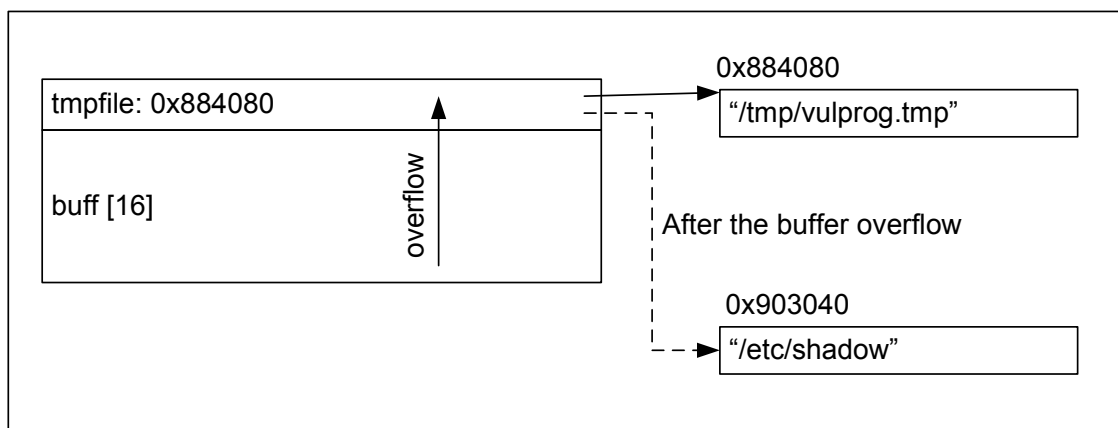 0x884080
tmpfile: 0x884080
“/tmp/vulprog.tmp”
buff [16]
overflow
After the buffer overflow
0x903040
“/etc/shadow”